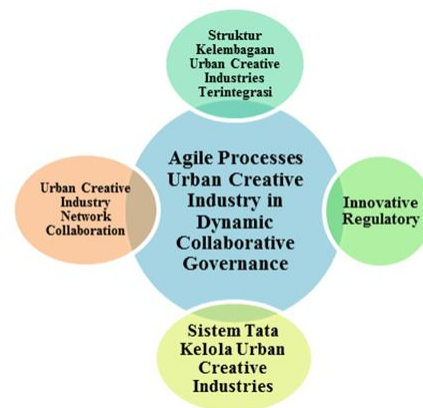 Struktur
Kelembagaan
Urban Creative
Industries
Terintegrasi
Agile Processes
Urban Creative
Industry in
Dynamic
Collaborative
Governance
Urban Creative
Industry
Network
Collaboration
Innovative
Regulatory
Sistem Tata
Kelola Urban
Creative
Industries